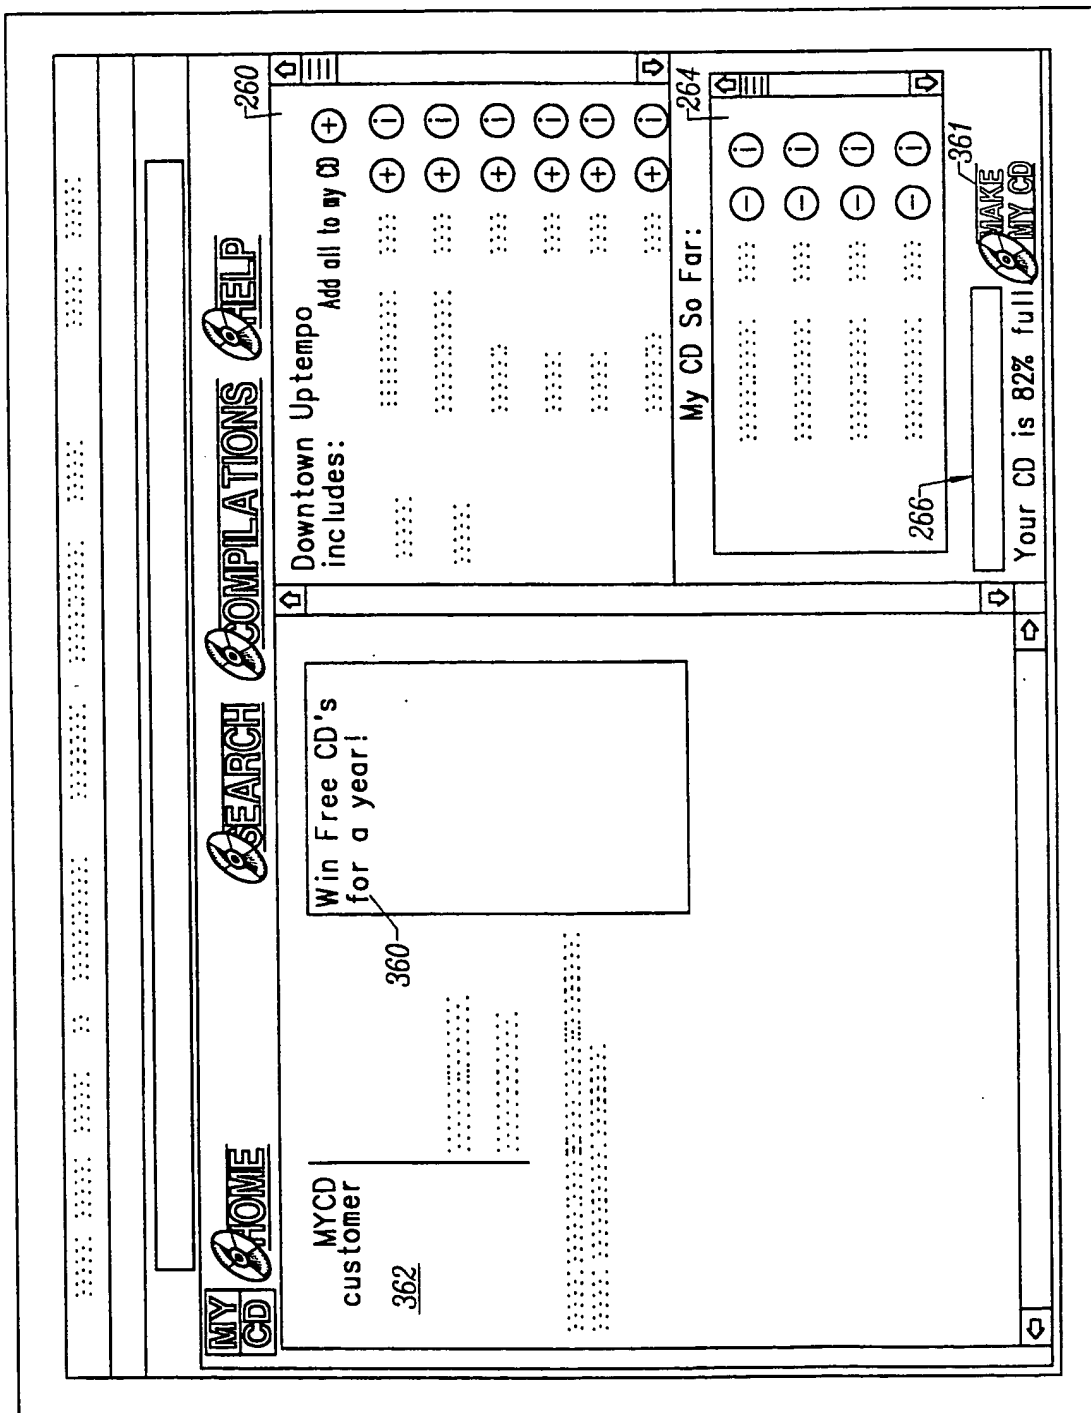 MY
CD
HOME
SEARCH
COMPILATIONS
HELP
MYCD
customer
362
360
Win Free CD's
for a year!
260
Downtown Uptempo
includes:
Add all to my CD +
+ i
+ i
+ i
+ i
+ i
+ i
My CD So Far:
264
- i
- i
- i
- i
266
Your CD is 82% full.
MAKE
MY CD
361